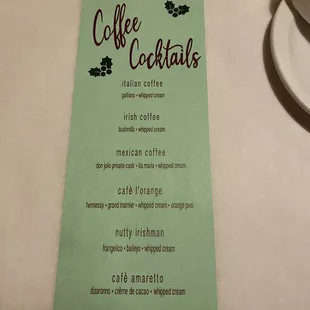 Coffee
Cocktails
italian coffee
galliano • whipped cream
irish coffee
bushmills • whipped cream
mexican coffee
don julio private cask • tia maria • whipped cream
café l'orange
hennessy • grand marnier • whipped cream • orange peel
nutty irishman
frangelico • baileys • whipped cream
café amaretto
disaronno • crème de cacao • whipped cream